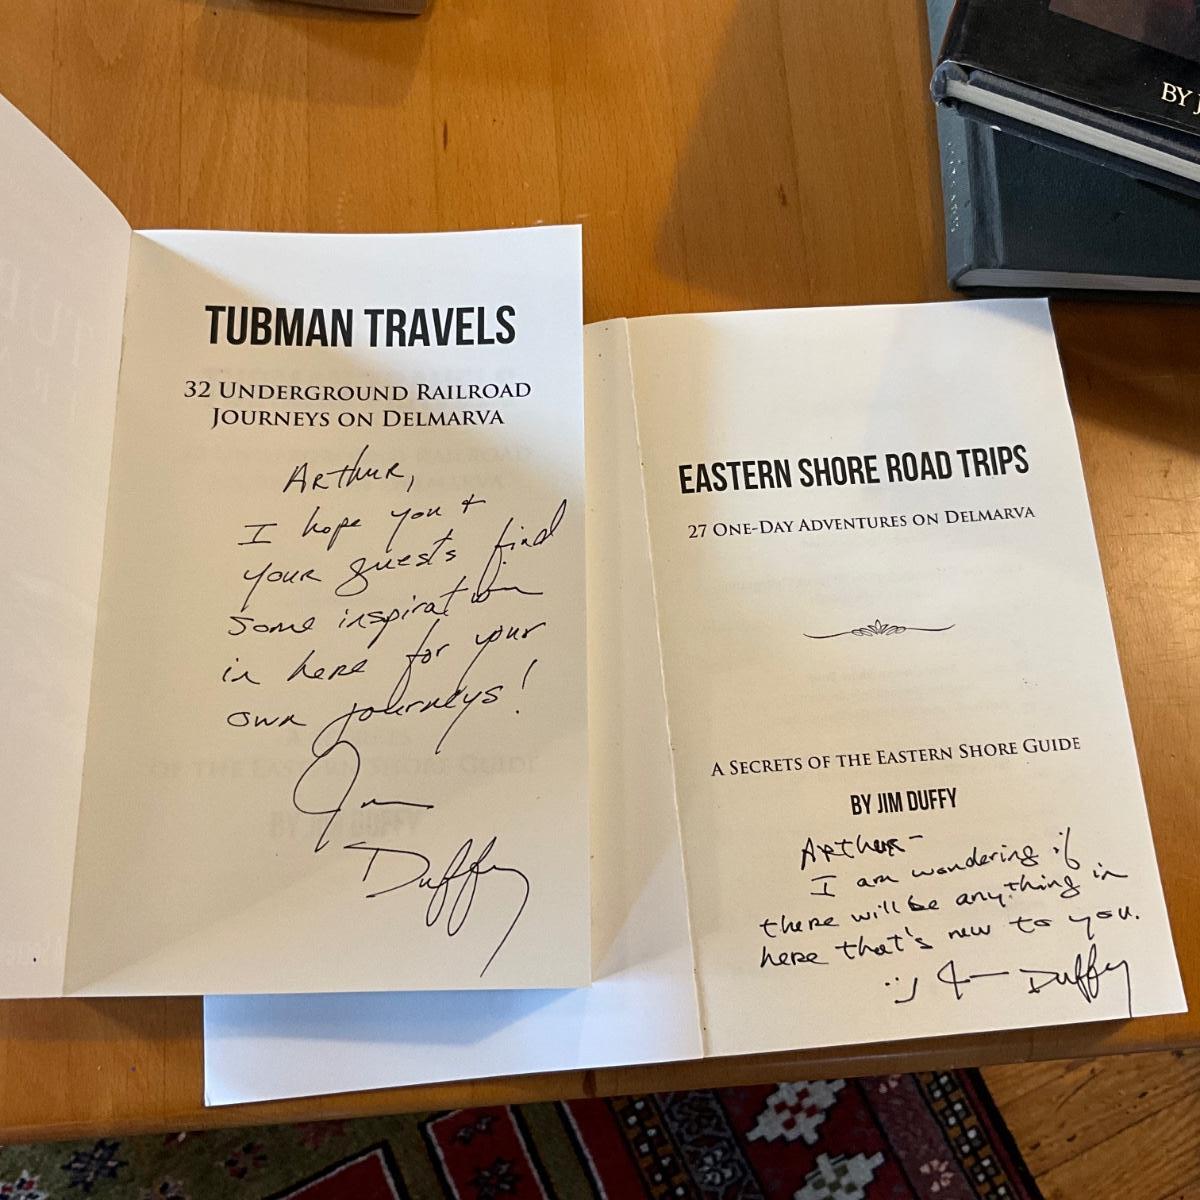 TUBMAN TRAVELS
32 UNDERGROUND RAILROAD
JOURNEYS ON DELMARVA
Arthur,
I hope you +
your guests find
some inspiration
in here for your
own journeys!
Jim
Duffy
EASTERN SHORE ROAD TRIPS
27 ONE-DAY ADVENTURES ON DELMARVA
A SECRETS OF THE EASTERN SHORE GUIDE
BY JIM DUFFY
Arthur-
I am wondering if
there will be anything in
here that's new to you.
:) J Duffy
BY J